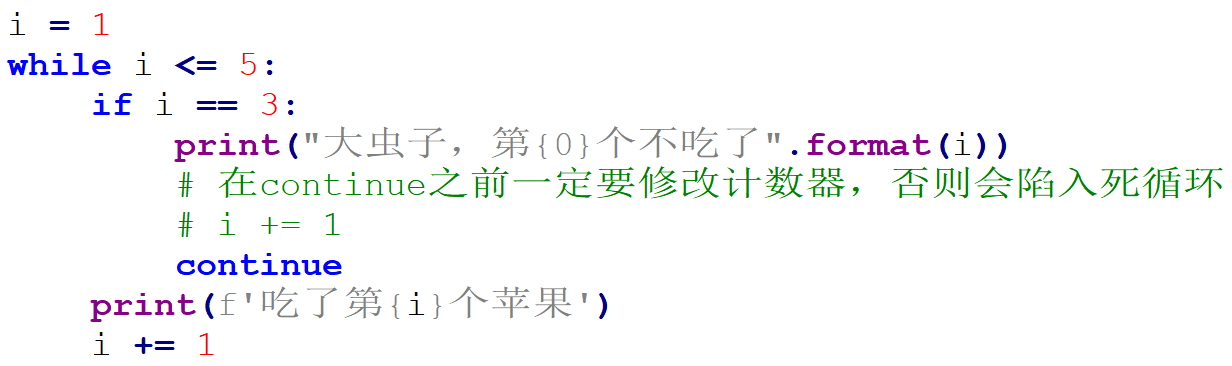 i = 1
while i <= 5:
    if i == 3:
        print("大虫子，第{0}个不吃了".format(i))
        # 在continue之前一定要修改计数器，否则会陷入死循环
        # i += 1
        continue
    print(f'吃了第{i}个苹果')
    i += 1